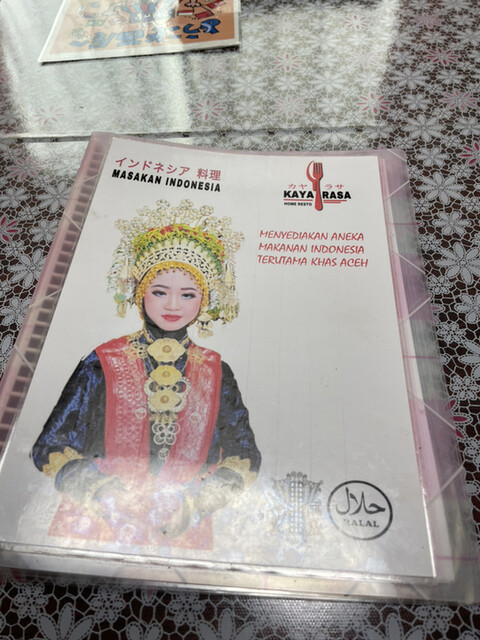 インドネシア 料理
MASAKAN INDONESIA
カヤ ラサ
KAYA RASA
HOME RESTO
MENYEDIAKAN ANEKA
MAKANAN INDONESIA
TERUTAMA KHAS ACEH
حلال
HALAL